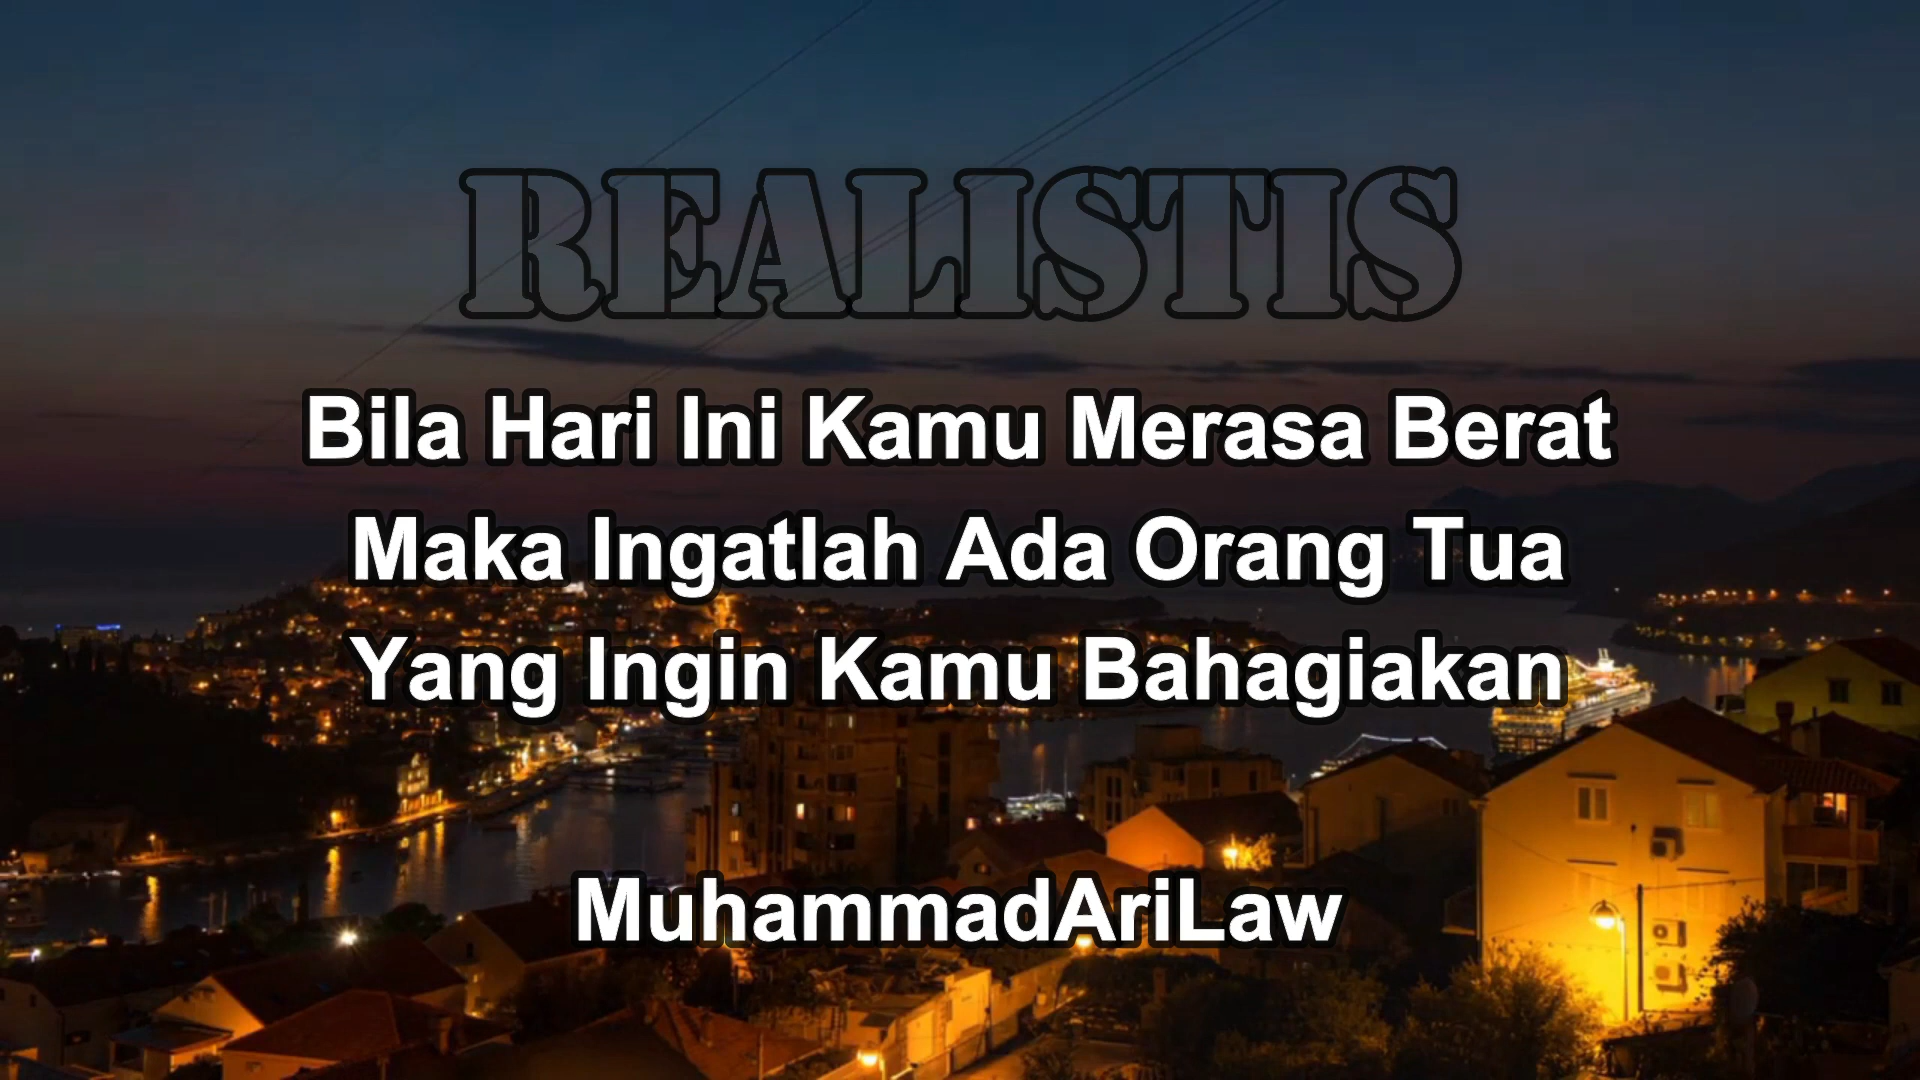 REALISTIS
Bila Hari Ini Kamu Merasa Berat
Maka Ingatlah Ada Orang Tua
Yang Ingin Kamu Bahagiakan
MuhammadAriLaw